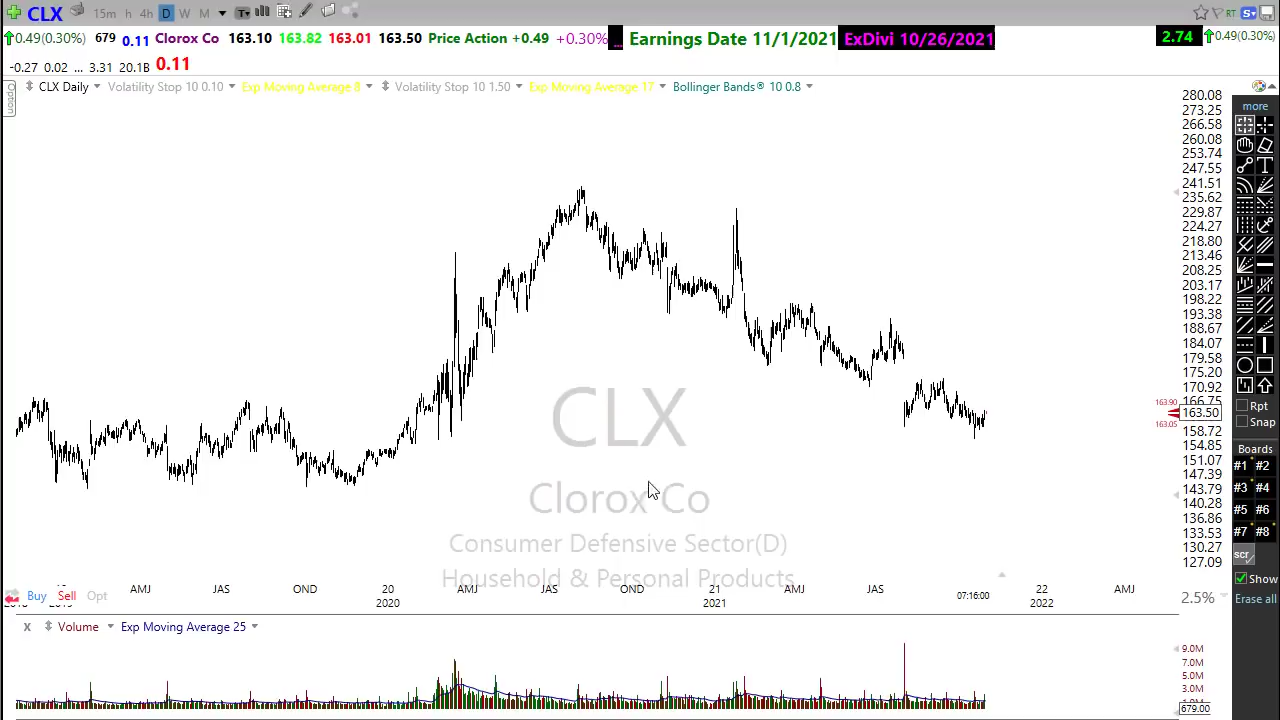 CLX 15m h 4h D W M T RT S
0.49(0.30%) 679 0.11 Clorox Co 163.10 163.82 163.01 163.50 Price Action +0.49 +0.30% ... Earnings Date 11/1/2021 ExDivi 10/26/2021 2.74 0.49(0.30%)
-0.27 0.02 ... 3.31 20.1B 0.11
CLX Daily Volatility Stop 10 0.10 Exp Moving Average 8 Volatility Stop 10 1.50 Exp Moving Average 17 Bollinger Bands® 10 0.8
Option
280.08
273.25
266.58
260.08
253.74
247.55
241.51
235.62
229.87
224.27
218.80
213.46
208.25
203.17
198.22
193.38
188.67
184.07
179.58
175.20
170.92
166.75
163.90
163.50
163.05
158.72
154.85
151.07
147.39
143.79
140.28
136.86
133.53
130.27
127.09
more
T
Rpt
Snap
Boards
#1 #2
#3 #4
#5 #6
#7 #8
scr
Show
Erase all
CLX
Clorox Co
Consumer Defensive Sector(D)
Household & Personal Products
AMJ JAS OND 20 AMJ JAS OND 21 AMJ JAS 07:16:00 22 AMJ
Buy Sell Opt 2.5%
2019 2020 2021 2022
X Volume Exp Moving Average 25
9.0M
7.0M
5.0M
3.0M
679.00